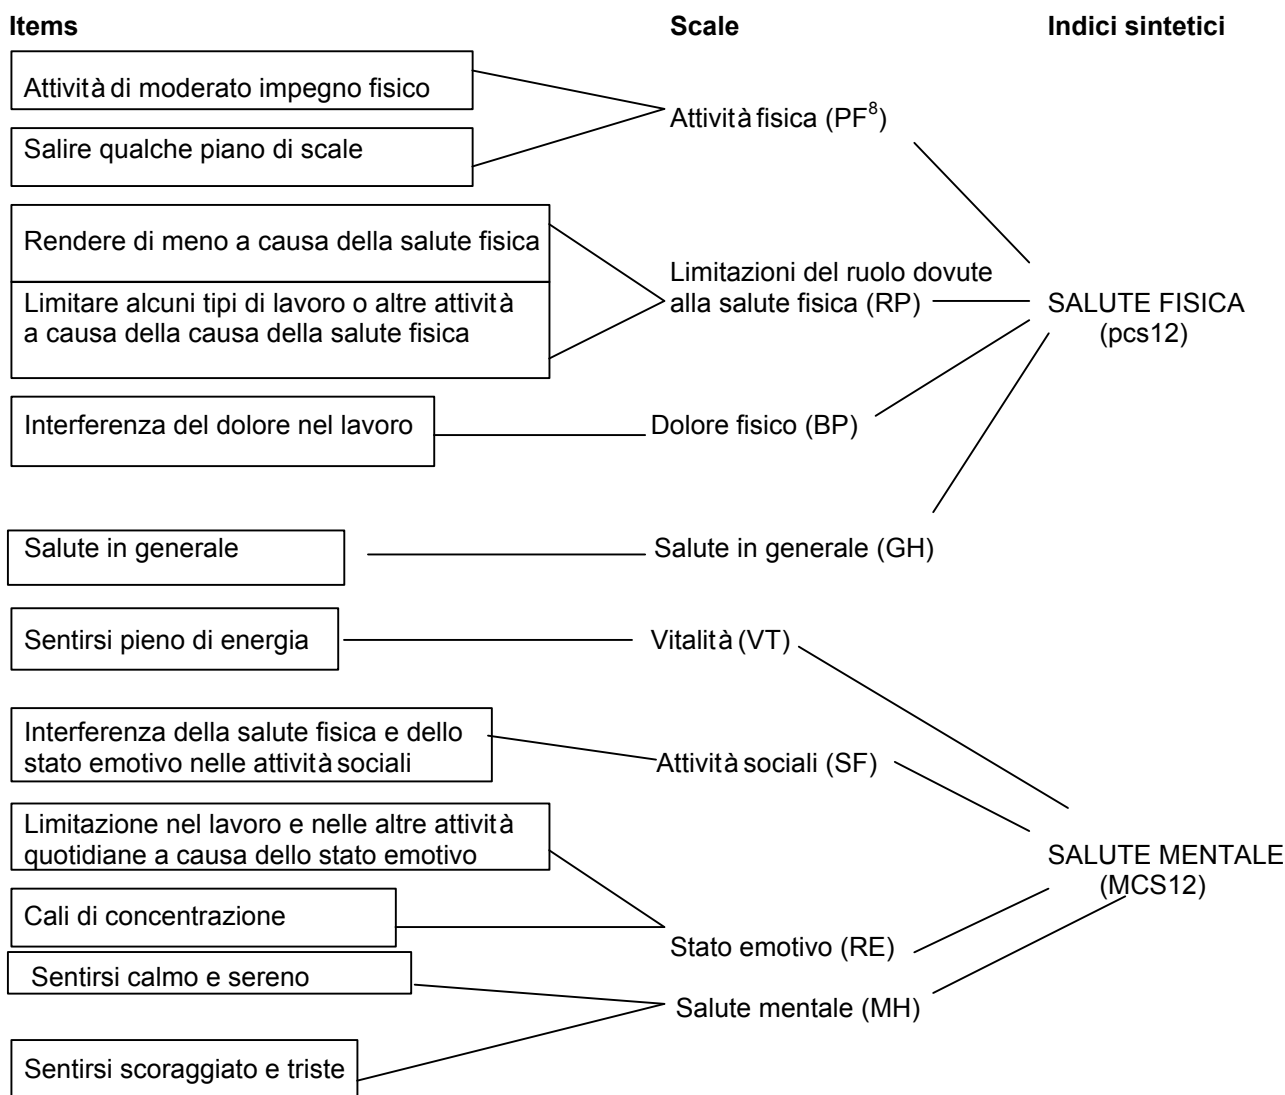 Items Scale Indici sintetici
Attività di moderato impegno fisico
Attività fisica (PF8)
Salire qualche piano di scale
Rendere di meno a causa della salute fisica
Limitazioni del ruolo dovute
alla salute fisica (RP)
Limitare alcuni tipi di lavoro o altre attività
a causa della causa della salute fisica
SALUTE FISICA
(pcs12)
Interferenza del dolore nel lavoro
Dolore fisico (BP)
Salute in generale
Salute in generale (GH)
Sentirsi pieno di energia
Vitalità (VT)
Interferenza della salute fisica e dello
stato emotivo nelle attività sociali
Attività sociali (SF)
Limitazione nel lavoro e nelle altre attività
quotidiane a causa dello stato emotivo
SALUTE MENTALE
(MCS12)
Cali di concentrazione
Stato emotivo (RE)
Sentirsi calmo e sereno
Salute mentale (MH)
Sentirsi scoraggiato e triste